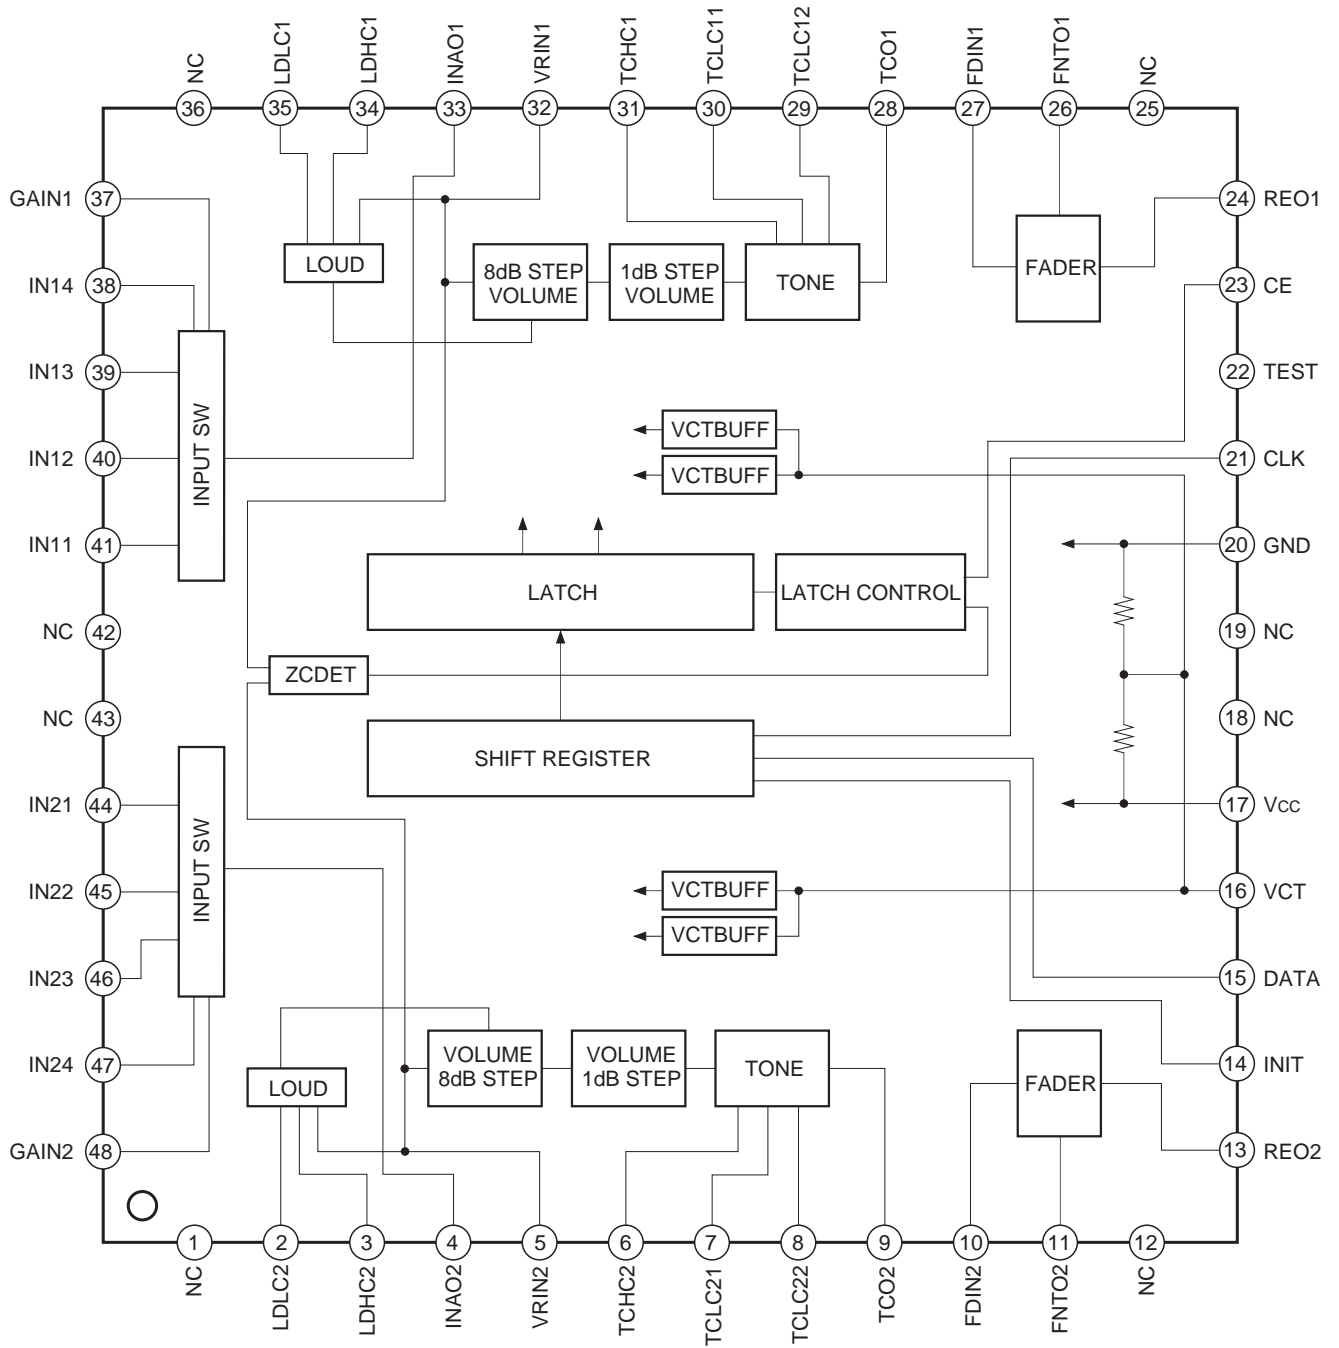 NC
LDLC1
LDHC1
INAO1
VRIN1
TCHC1
TCLC11
TCLC12
TCO1
FDIN1
FNTO1
NC
36
35
34
33
32
31
30
29
28
27
26
25
GAIN1
37
24
REO1
LOUD
8dB STEP
VOLUME
1dB STEP
VOLUME
TONE
FADER
IN14
38
23
CE
IN13
39
22
TEST
INPUT SW
VCTBUFF
IN12
40
21
CLK
VCTBUFF
IN11
41
20
GND
LATCH
LATCH CONTROL
NC
42
19
NC
ZCDET
NC
43
18
NC
SHIFT REGISTER
IN21
44
17
Vcc
INPUT SW
IN22
45
VCTBUFF
16
VCT
VCTBUFF
IN23
46
15
DATA
IN24
47
14
INIT
LOUD
VOLUME
8dB STEP
VOLUME
1dB STEP
TONE
FADER
GAIN2
48
13
REO2
1
2
3
4
5
6
7
8
9
10
11
12
NC
LDLC2
LDHC2
INAO2
VRIN2
TCHC2
TCLC21
TCLC22
TCO2
FDIN2
FNTO2
NC